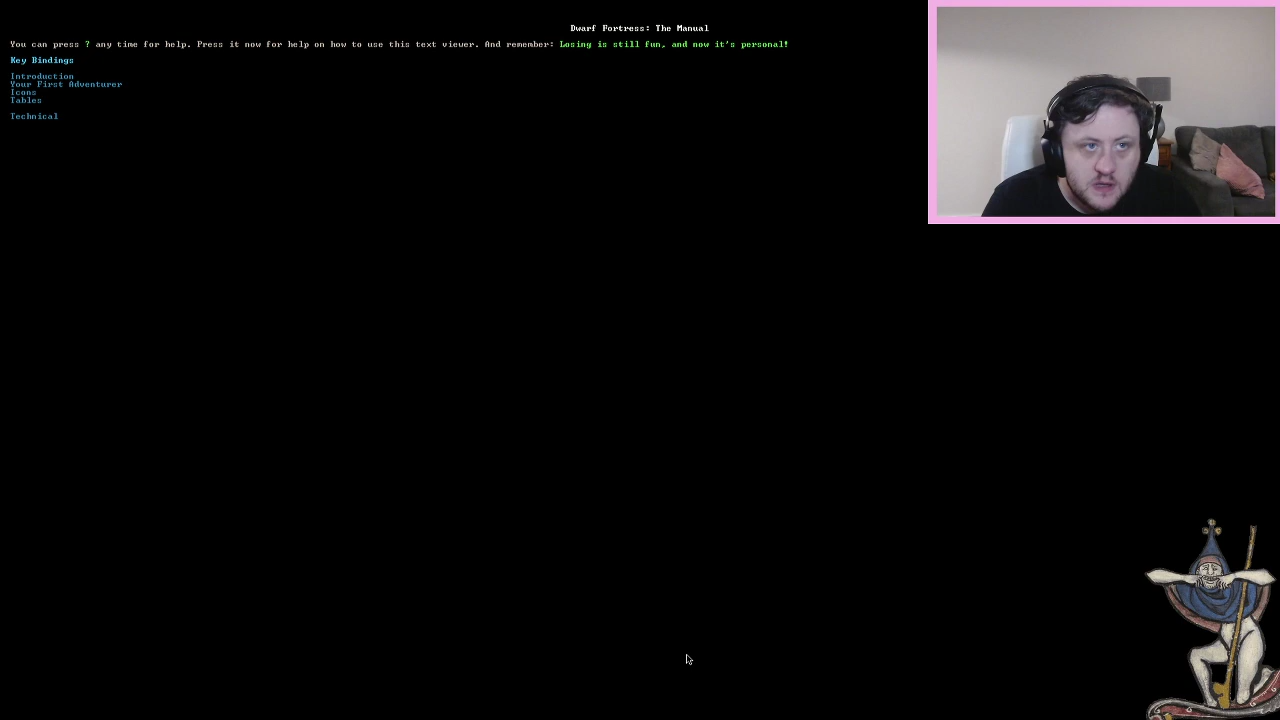 Dwarf Fortress: The Manual
You can press ? any time for help. Press it now for help on how to use this text viewer. And remember: Losing is still fun, and now it's personal!
Key Bindings
Introduction
Your First Adventurer
Icons
Tables
Technical